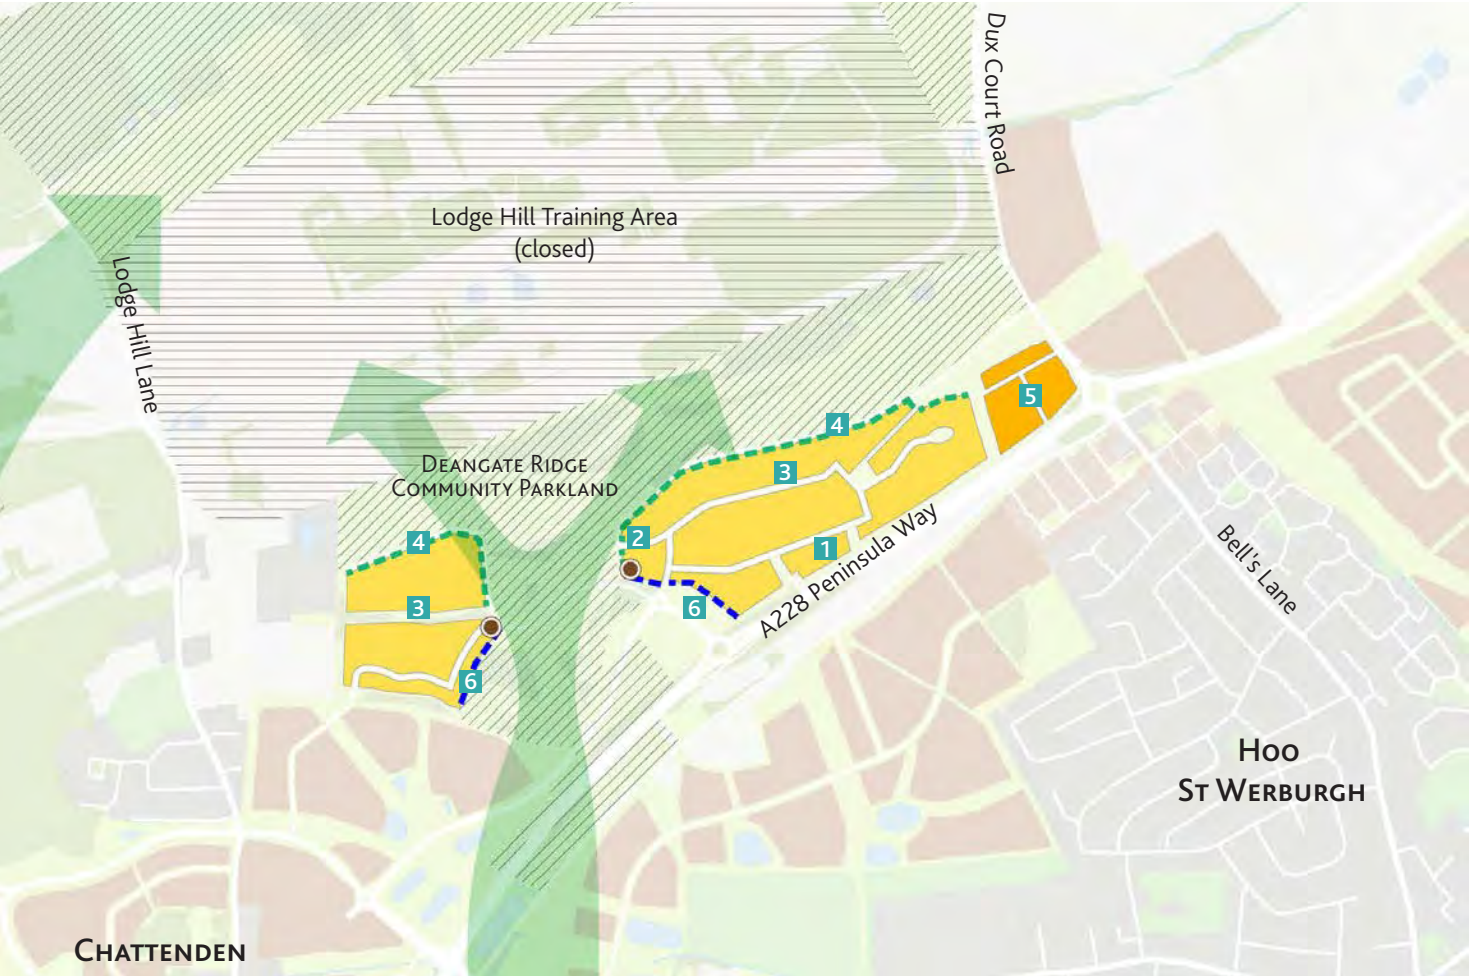 Dux Court Road
Lodge Hill Training Area
(closed)
Lodge Hill Lane
5
4
DEANGATE RIDGE
COMMUNITY PARKLAND
3
2
4
1
A228 Peninsula Way
Bell's Lane
3
6
6
HOO
ST WERBURGH
CHATTENDEN